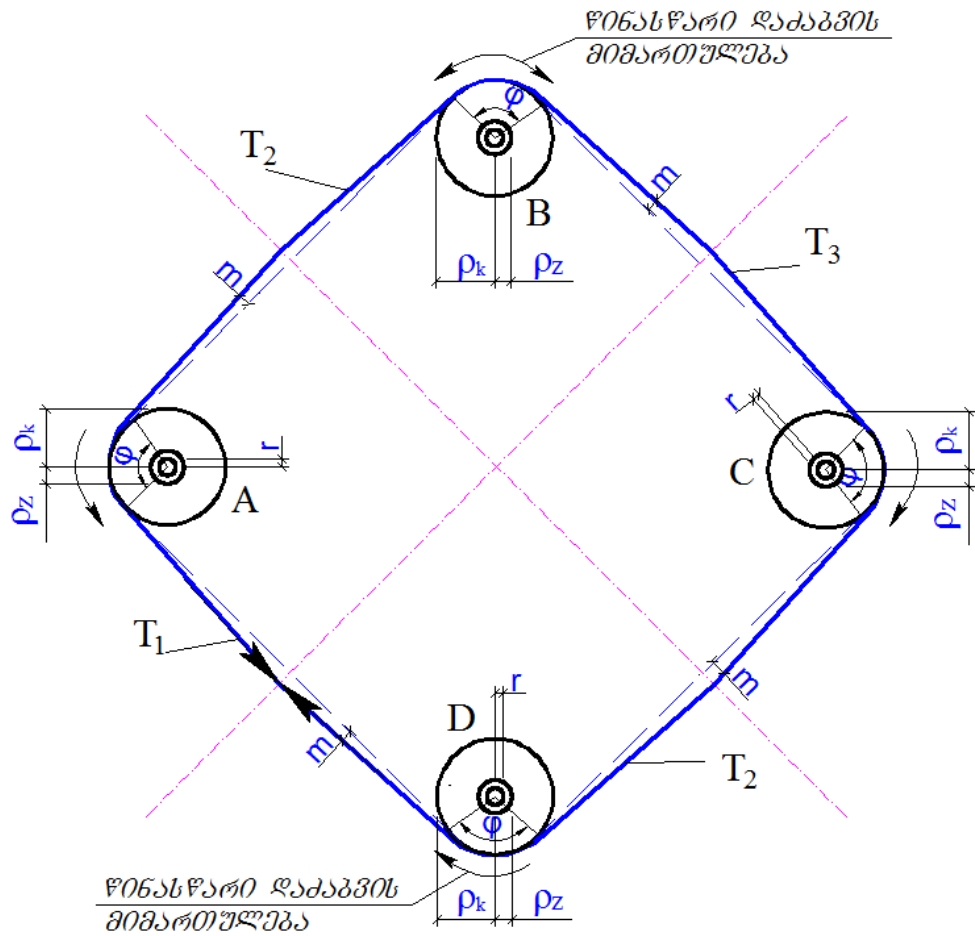 წინასწარი დაძაბვის
მიმართულება
φ
T2
B
m
ρk ρz
T3
m
ρk
φ
r
A
ρz
r
C
φ
ρk
ρz
T1
D
r
m
m
T2
φ
წინასწარი დაძაბვის
მიმართულება
ρk ρz